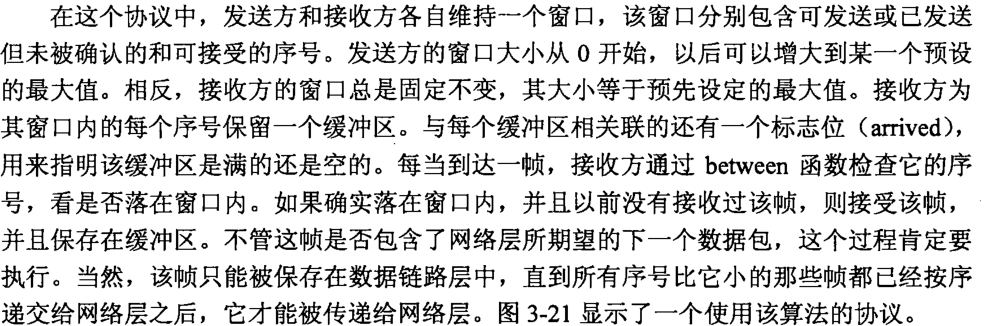 在这个协议中，发送方和接收方各自维持一个窗口，该窗口分别包含可发送或已发送
但未被确认的和可接受的序号。发送方的窗口大小从 0 开始，以后可以增大到某一个预设
的最大值。相反，接收方的窗口总是固定不变，其大小等于预先设定的最大值。接收方为
其窗口内的每个序号保留一个缓冲区。与每个缓冲区相关联的还有一个标志位（arrived），
用来指明该缓冲区是满的还是空的。每当到达一帧，接收方通过 between 函数检查它的序
号，看是否落在窗口内。如果确实落在窗口内，并且以前没有接收过该帧，则接受该帧，
并且保存在缓冲区。不管这帧是否包含了网络层所期望的下一个数据包，这个过程肯定要
执行。当然，该帧只能被保存在数据链路层中，直到所有序号比它小的那些帧都已经按序
递交给网络层之后，它才能被传递给网络层。图 3-21 显示了一个使用该算法的协议。